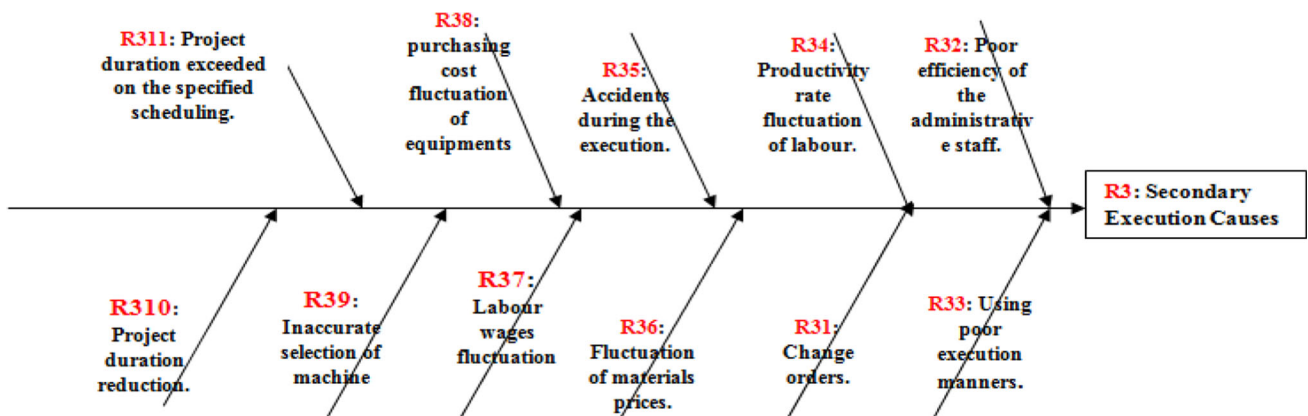 R311: Project
duration exceeded
on the specified
scheduling.
R38:
purchasing
cost
fluctuation
of
equipments
R35:
Accidents
during the
execution.
R34:
Productivity
rate
fluctuation
of labour.
R32: Poor
efficiency of
the
administrativ
e staff.
R3: Secondary
Execution Causes
R310:
Project
duration
reduction.
R39:
Inaccurate
selection of
machine
R37:
Labour
wages
fluctuation
R36:
Fluctuation
of materials
prices.
R31:
Change
orders.
R33: Using
poor
execution
manners.